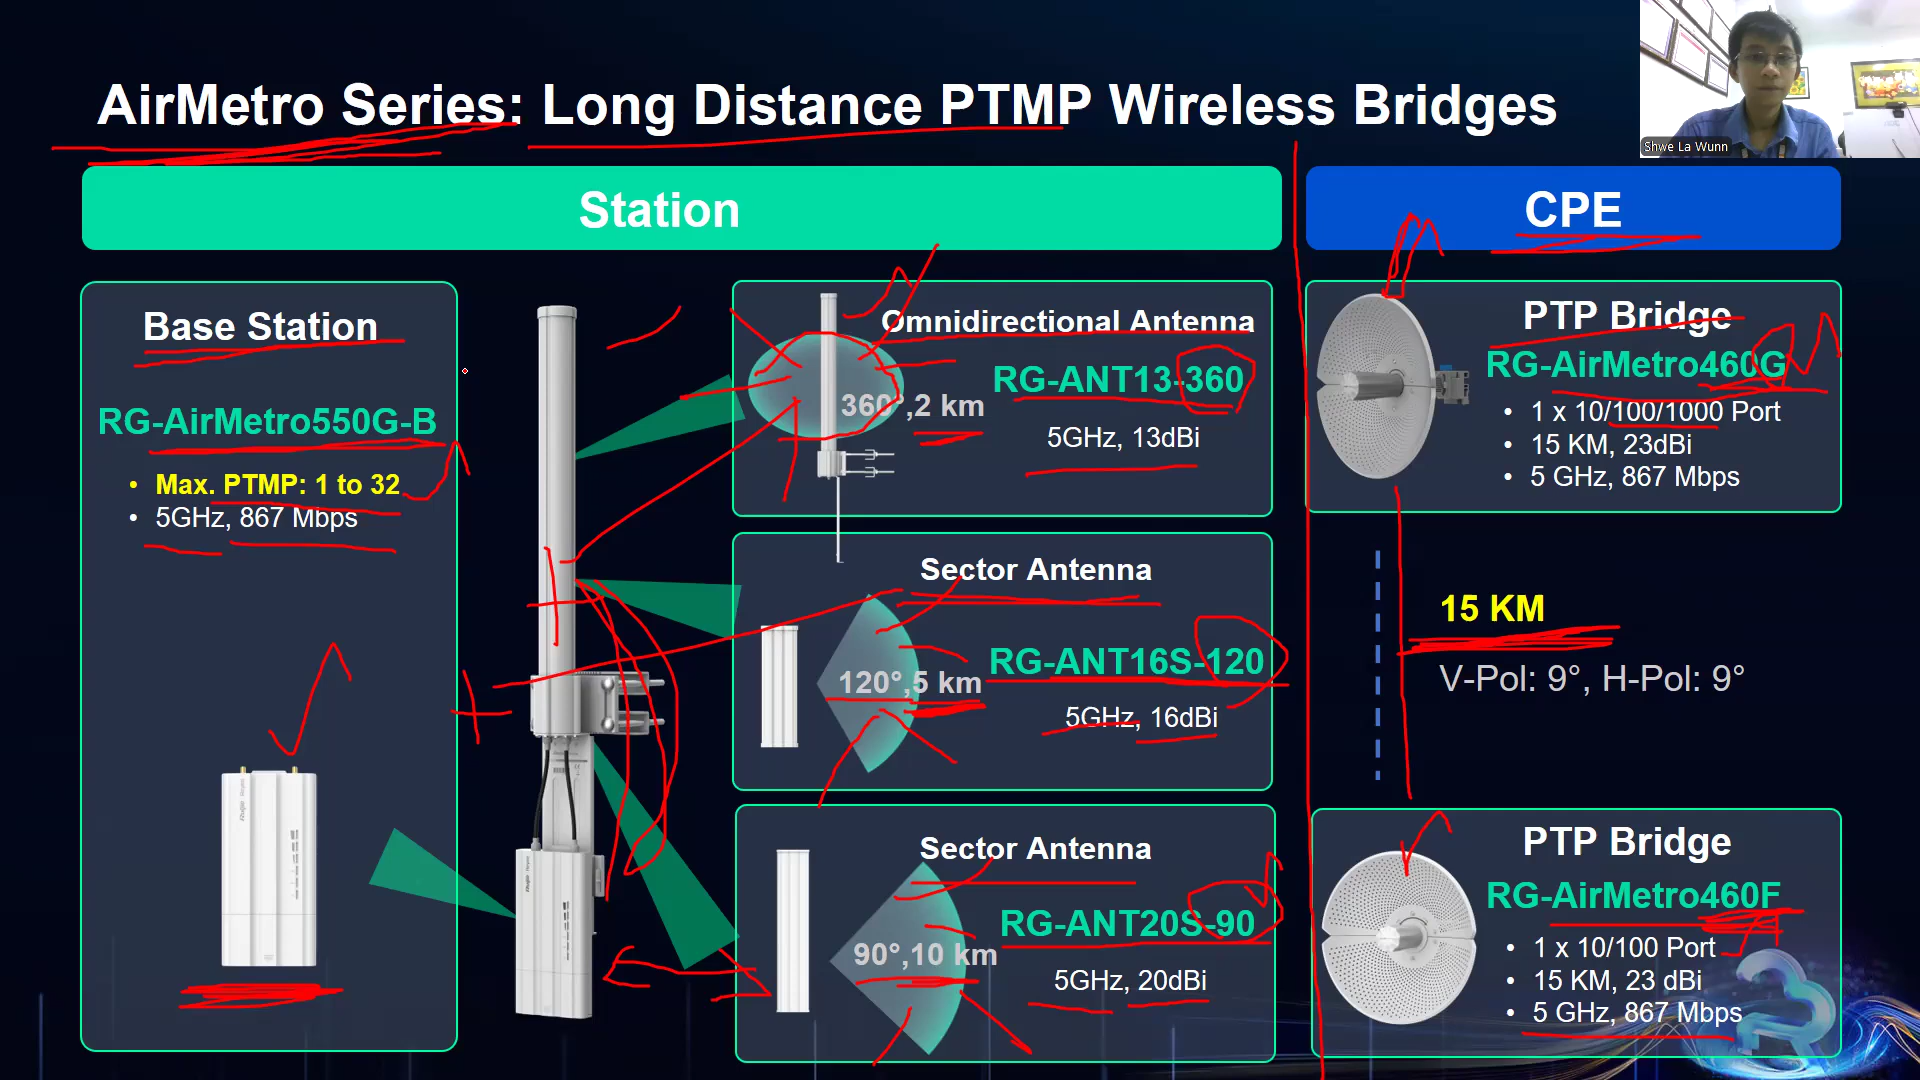 AirMetro Series: Long Distance PTMP Wireless Bridges
Shwe La Wunn
Station
CPE
Base Station
RG-AirMetro550G-B
• Max. PTMP: 1 to 32
• 5GHz, 867 Mbps
Omnidirectional Antenna
RG-ANT13-360
360°,2 km
5GHz, 13dBi
Sector Antenna
RG-ANT16S-120
120°,5 km
5GHz, 16dBi
Sector Antenna
RG-ANT20S-90
90°,10 km
5GHz, 20dBi
PTP Bridge
RG-AirMetro460G
• 1 x 10/100/1000 Port
• 15 KM, 23dBi
• 5 GHz, 867 Mbps
15 KM
V-Pol: 9°, H-Pol: 9°
PTP Bridge
RG-AirMetro460F
• 1 x 10/100 Port
• 15 KM, 23 dBi
• 5 GHz, 867 Mbps